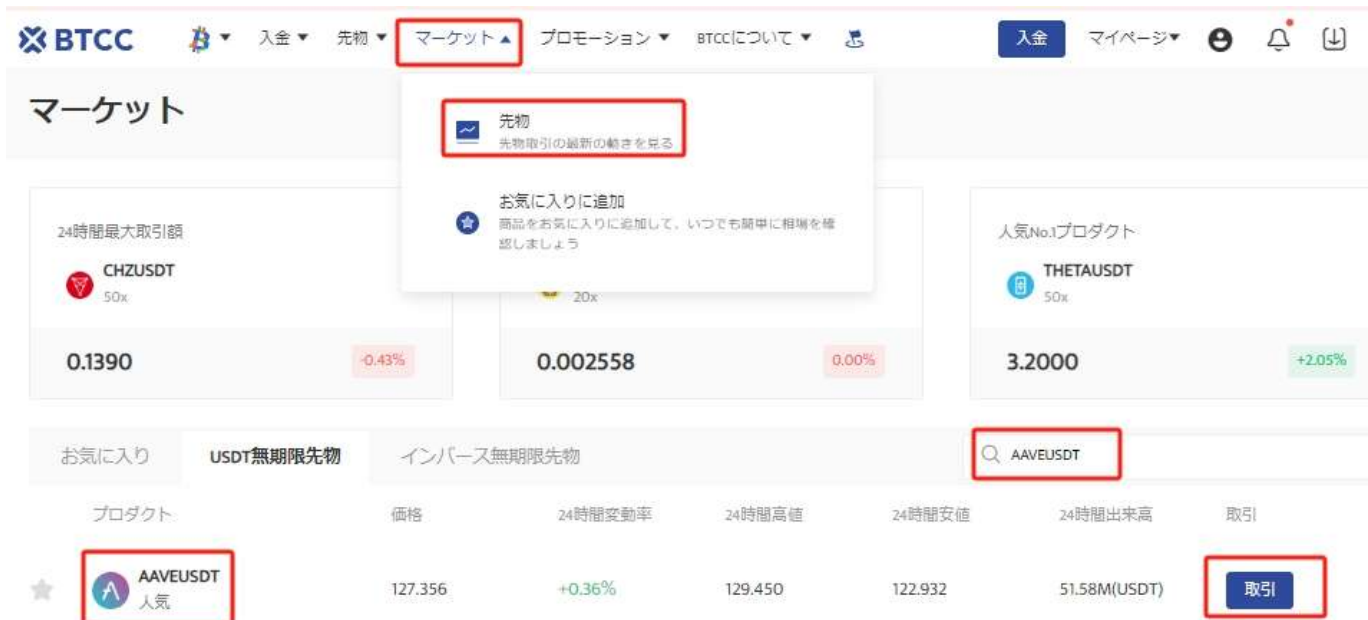 BTCC 入金 先物 マーケット プロモーション BTCCについて 入金 マイページ
マーケット
先物
先物取引の最新の動きを見る
お気に入りに追加
商品をお気に入りに追加して、いつでも簡単に相場を確
認しましょう
24時間最大取引額
CHZUSDT
50x
0.1390 -0.43%
20x
0.002558 0.00%
人気No.1プロダクト
THETAUSDT
50x
3.2000 +2.05%
お気に入り USDT無期限先物 インバース無期限先物 AAVEUSDT
プロダクト 価格 24時間変動率 24時間高値 24時間安値 24時間出来高 取引
AAVEUSDT 127.356 +0.36% 129.450 122.932 51.58M(USDT) 取引
人気